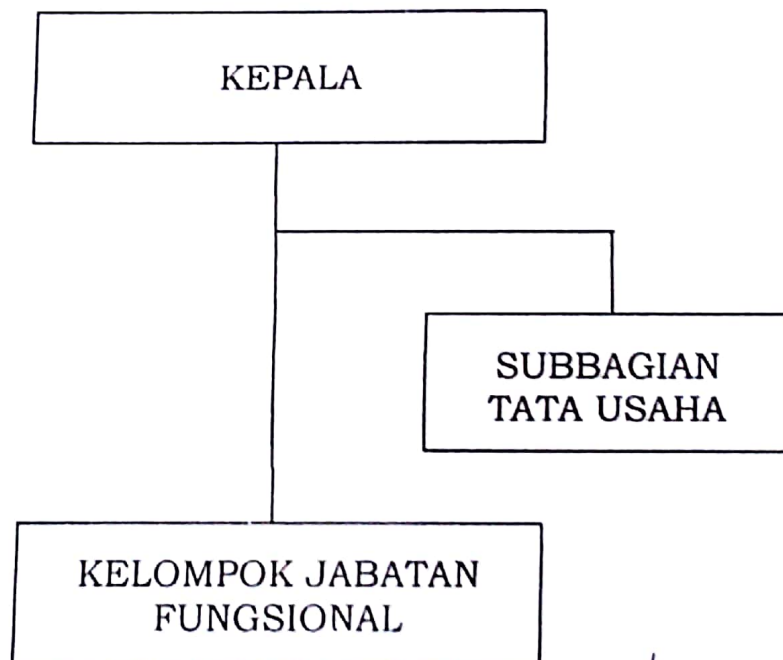 KEPALA
SUBBAGIAN
TATA USAHA
KELOMPOK JABATAN
FUNGSIONAL